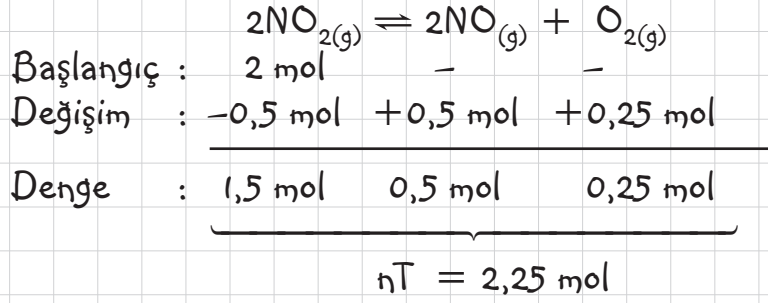 2NO₂(g) ⇌ 2NO(g) + O₂(g)
Başlangıç : 2 mol – –
Değişim : –0,5 mol +0,5 mol +0,25 mol
Denge : 1,5 mol 0,5 mol 0,25 mol
nT = 2,25 mol